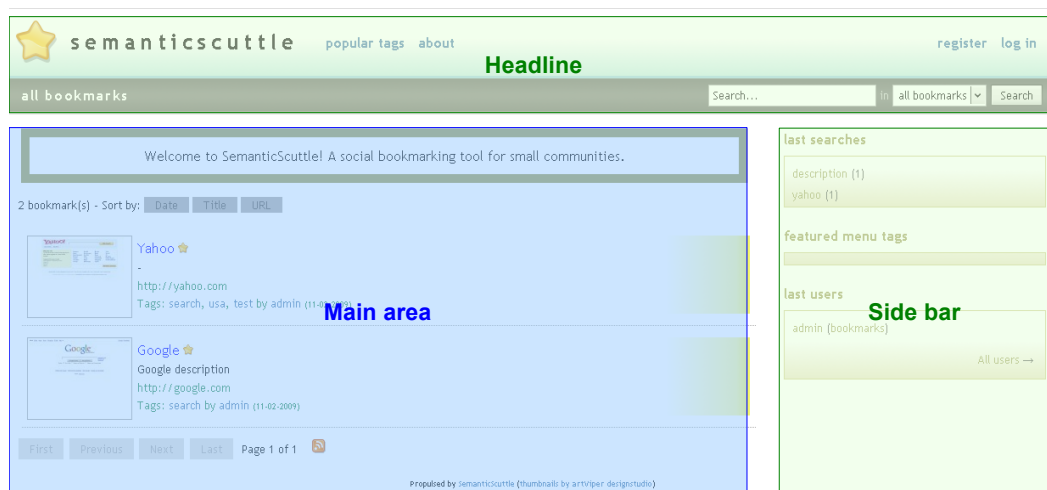 semanticscuttle popular tags about register log in
Headline
all bookmarks Search... in all bookmarks Search
Welcome to SemanticScuttle! A social bookmarking tool for small communities.
2 bookmark(s) - Sort by: Date Title URL
Yahoo
-
http://yahoo.com
Tags: search, usa, test by admin (11-02-2009)
Main area
Google
Google description
http://google.com
Tags: search by admin (11-02-2009)
First Previous Next Last Page 1 of 1
Propulsed by SemanticScuttle (thumbnails by artviper designstudio)
last searches
description (1)
yahoo (1)
featured menu tags
last users
Side bar
admin (bookmarks)
All users →